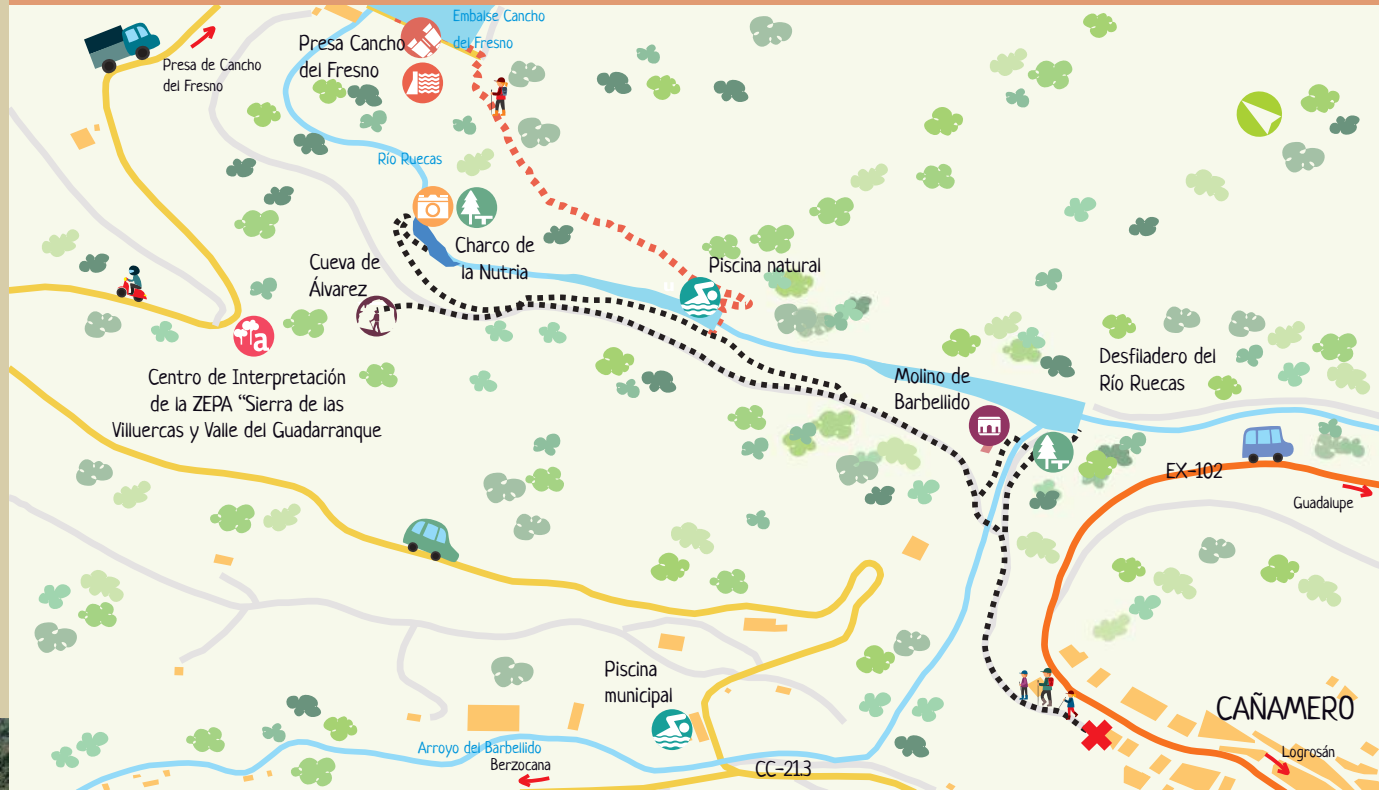 Embalse Cancho
del Fresno
Presa Cancho
del Fresno
Presa de Cancho
del Fresno
Río Ruecas
Charco de
la Nutria
Cueva de
Álvarez
Piscina natural
a
Centro de Interpretación
de la ZEPA “Sierra de las
Villuercas y Valle del Guadarranque
Molino de
Barbellido
Desfiladero del
Río Ruecas
EX-102
Guadalupe
Piscina
municipal
CAÑAMERO
Arroyo del Barbellido
Berzocana
CC-21.3
Logrosán